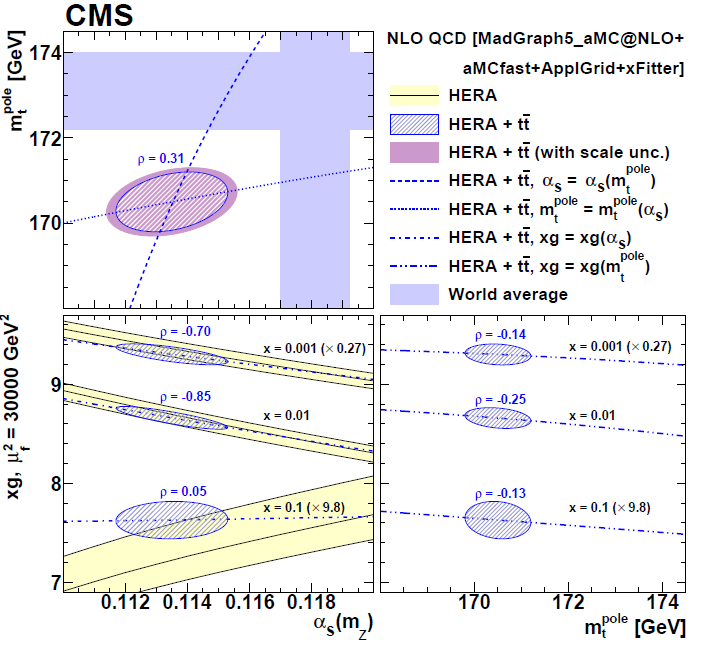 CMS
NLO QCD [MadGraph5_aMC@NLO+
aMCfast+ApplGrid+xFitter]
HERA
HERA + tt̅
HERA + tt̅ (with scale unc.)
HERA + tt̅, αs = αs(mt^pole)
HERA + tt̅, mt^pole = mt^pole(αs)
HERA + tt̅, xg = xg(αs)
HERA + tt̅, xg = xg(mt^pole)
World average
mt^pole [GeV]
174
172
170
ρ = 0.31
xg, μf² = 30000 GeV²
9
8
7
ρ = -0.70
x = 0.001 (× 0.27)
ρ = -0.85
x = 0.01
ρ = 0.05
x = 0.1 (× 9.8)
0.112 0.114 0.116 0.118
αs(mZ)
ρ = -0.14
x = 0.001 (× 0.27)
ρ = -0.25
x = 0.01
ρ = -0.13
x = 0.1 (× 9.8)
170 172 174
mt^pole [GeV]